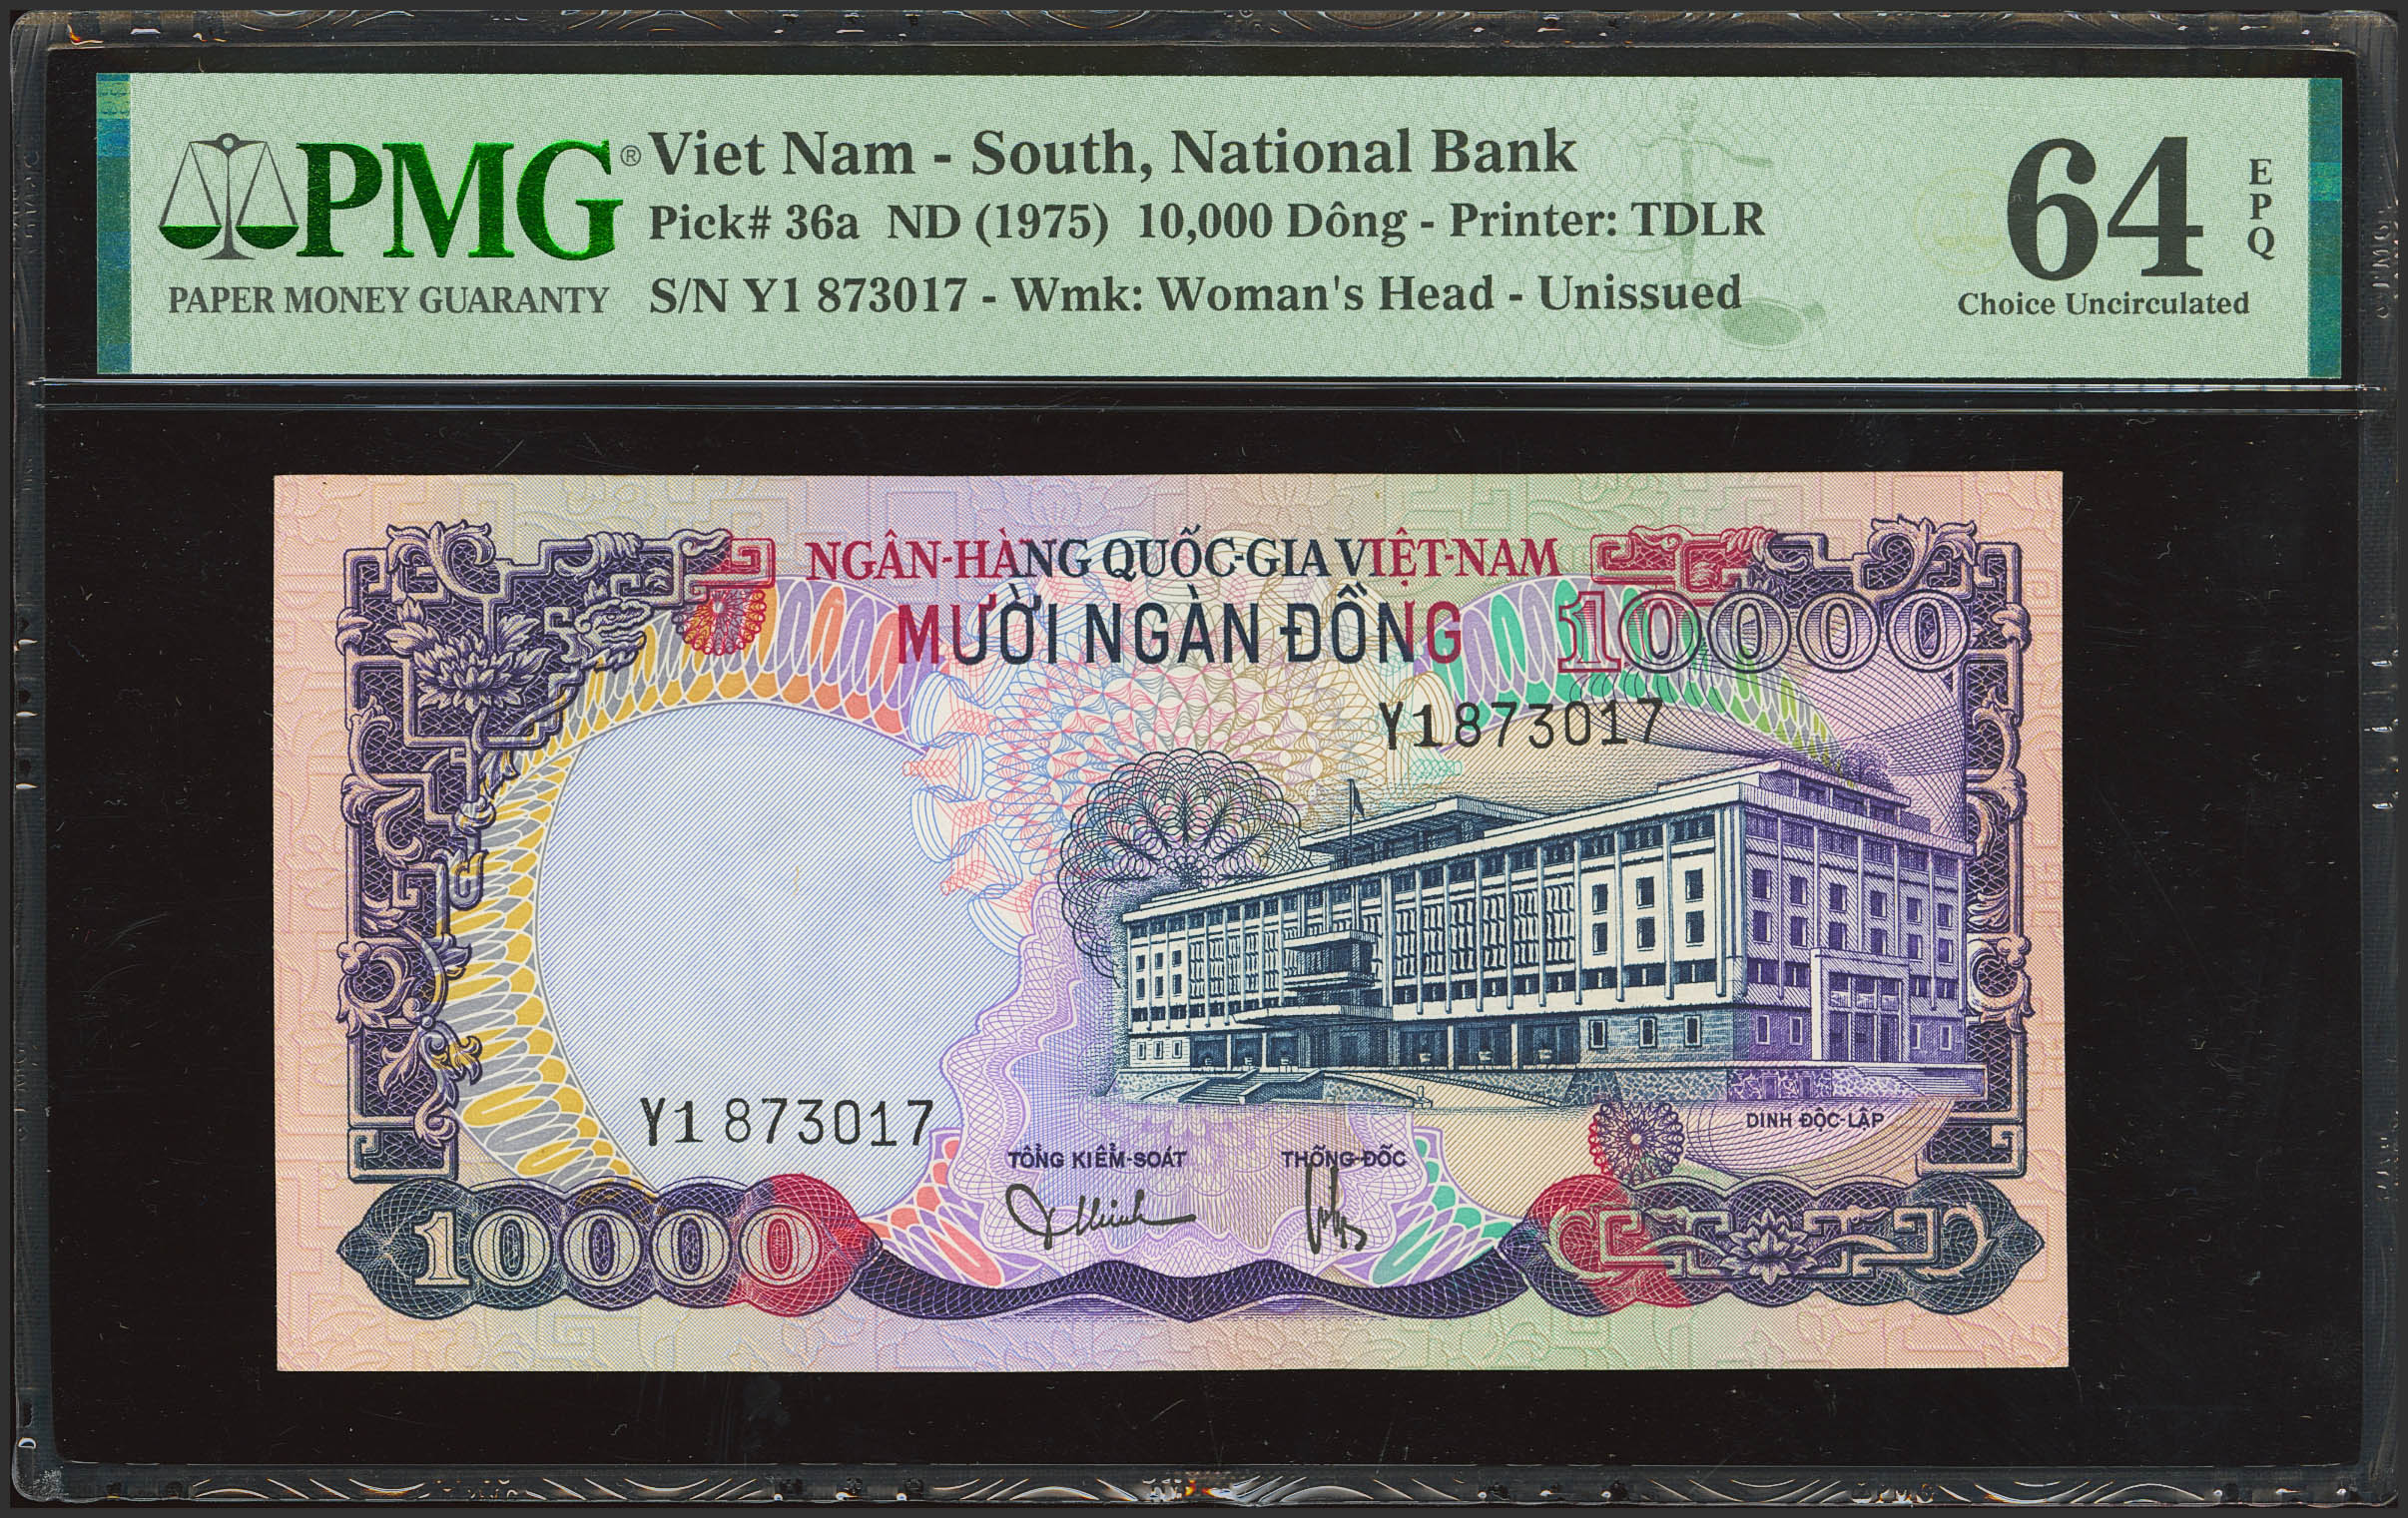 PMG®
PAPER MONEY GUARANTY
Viet Nam - South, National Bank
Pick# 36a ND (1975) 10,000 Dông - Printer: TDLR
S/N Y1 873017 - Wmk: Woman's Head - Unissued
64
EPQ
Choice Uncirculated
NGÂN-HÀNG QUỐC-GIA VIỆT-NAM
MƯỜI NGÀN ĐỒNG
10000
Y1 873017
DINH ĐỘC-LẬP
Y1 873017
TỔNG KIỂM-SOÁT
THỐNG-ĐỐC
10000